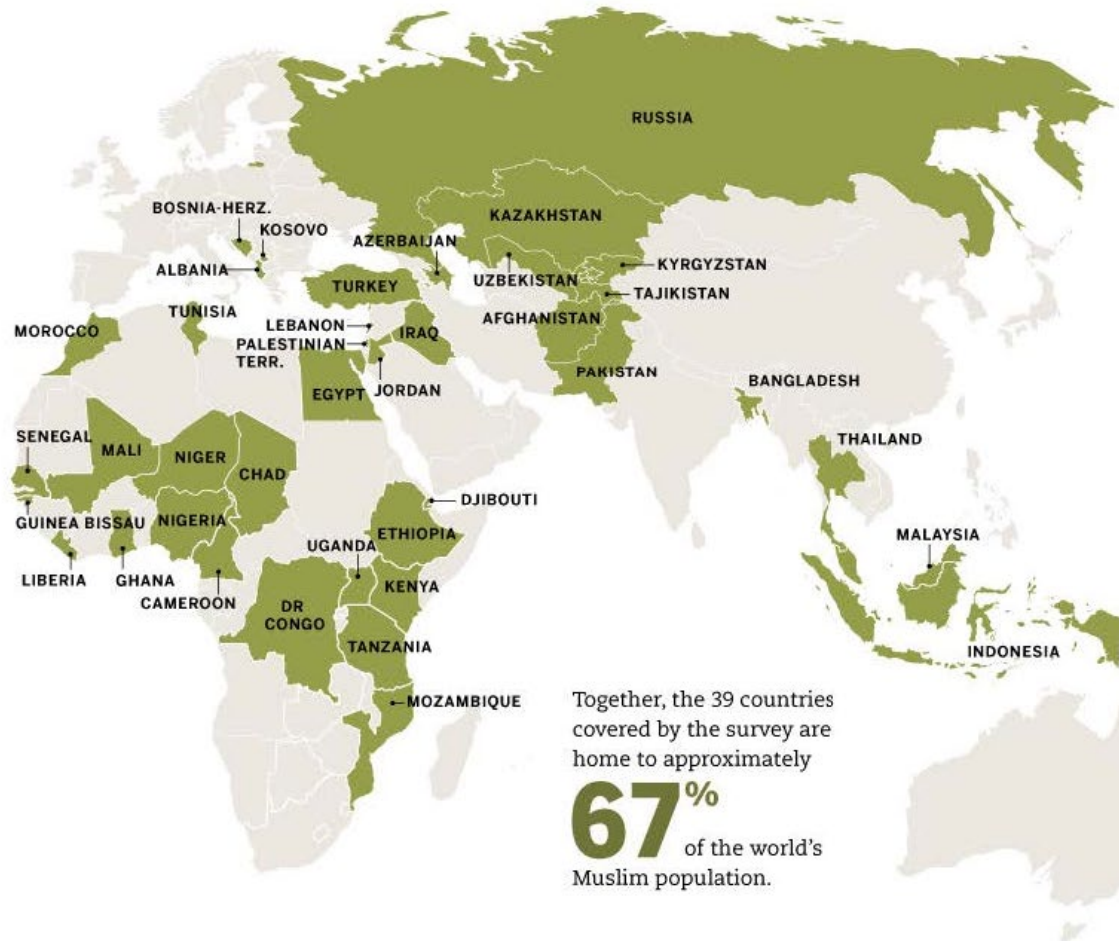 RUSSIA
BOSNIA-HERZ.
KOSOVO
KAZAKHSTAN
AZERBAIJAN
ALBANIA
KYRGYZSTAN
UZBEKISTAN
TURKEY
TAJIKISTAN
TUNISIA
MOROCCO
LEBANON
AFGHANISTAN
IRAQ
PALESTINIAN
TERR.
PAKISTAN
BANGLADESH
EGYPT
JORDAN
SENEGAL
THAILAND
MALI
NIGER
CHAD
DJIBOUTI
GUINEA BISSAU
NIGERIA
ETHIOPIA
MALAYSIA
UGANDA
LIBERIA
GHANA
KENYA
CAMEROON
DR
CONGO
TANZANIA
INDONESIA
MOZAMBIQUE
Together, the 39 countries
covered by the survey are
home to approximately
67%
of the world's
Muslim population.